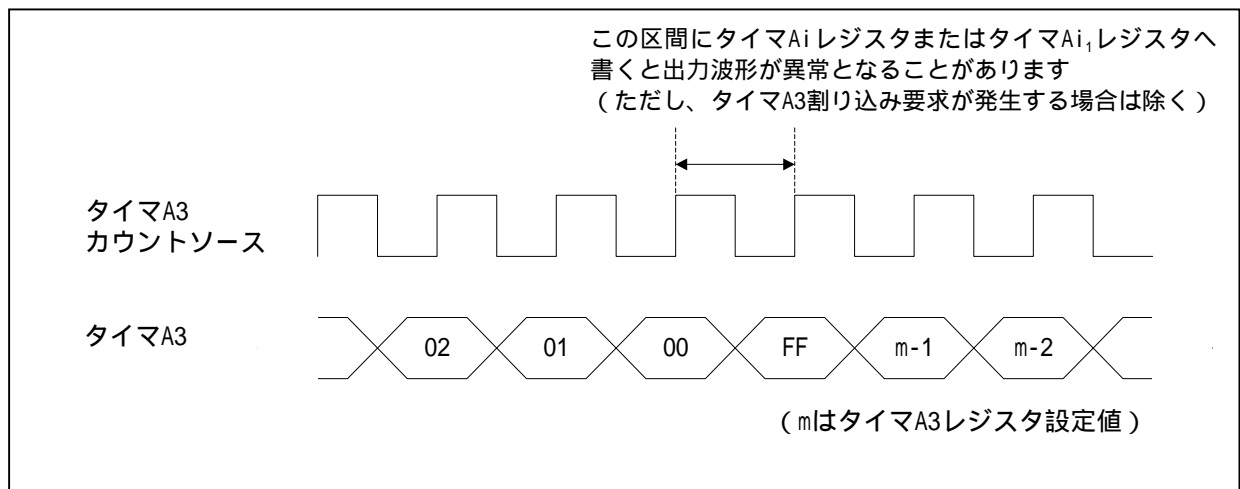 この区間にタイマAiレジスタまたはタイマAi₁レジスタへ
書くと出力波形が異常となることがあります
（ただし、タイマA3割り込み要求が発生する場合は除く）
タイマA3
カウントソース
タイマA3
02 01 00 FF m-1 m-2
（mはタイマA3レジスタ設定値）